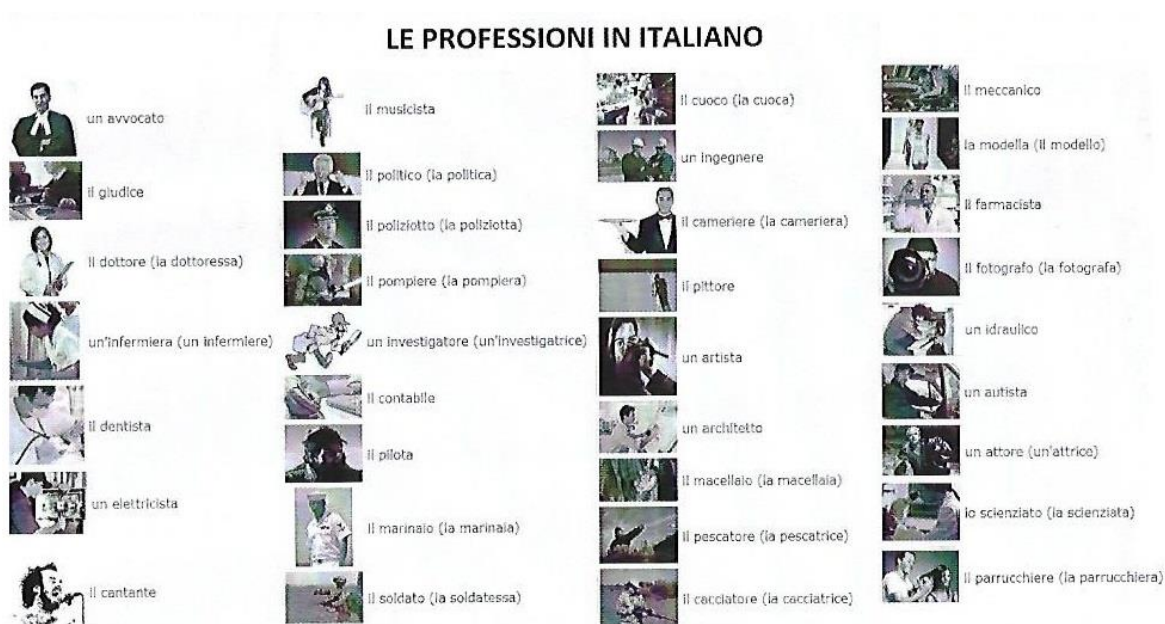 LE PROFESSIONI IN ITALIANO
un avvocato
il giudice
il dottore (la dottoressa)
un'infermiera (un infermiere)
il dentista
un elettricista
il cantante
il musicista
il politico (la politica)
il poliziotto (la poliziotta)
il pompiere (la pompiera)
un investigatore (un'investigatrice)
il contabile
il pilota
il marinaio (la marinaia)
il soldato (la soldatessa)
il cuoco (la cuoca)
un ingegnere
il cameriere (la cameriera)
il pittore
un artista
un architetto
il macellaio (la macellaia)
il pescatore (la pescatrice)
il cacciatore (la cacciatrice)
il meccanico
la modella (il modello)
il farmacista
il fotografo (la fotografa)
un idraulico
un autista
un attore (un'attrice)
lo scienziato (la scienziata)
il parrucchiere (la parrucchiera)